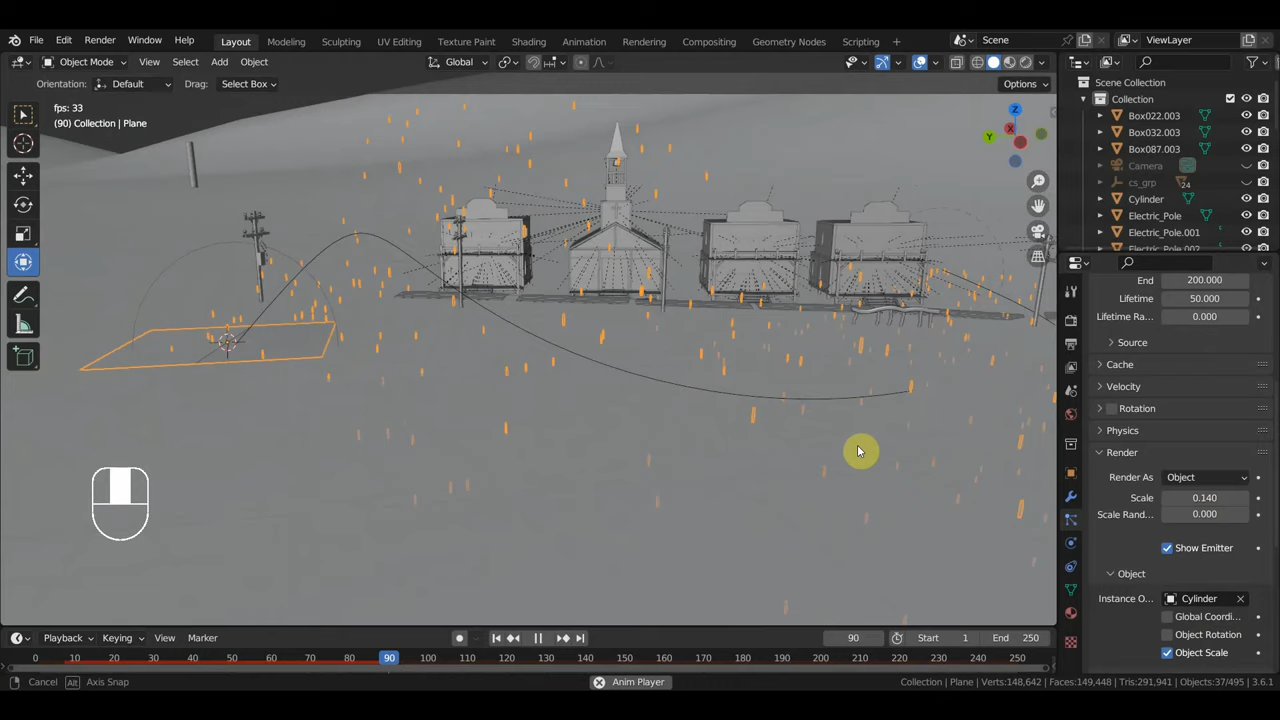 File Edit Render Window Help
Layout Modeling Sculpting UV Editing Texture Paint Shading Animation Rendering Compositing Geometry Nodes Scripting +
Scene
ViewLayer
Object Mode View Select Add Object
Global
Orientation: Default Drag: Select Box
Options
fps: 33
(90) Collection | Plane
Z
Y
X
Scene Collection
Collection
Box022.003
Box032.003
Box087.003
Camera
cs_grp
24
Cylinder
Electric_Pole
Electric_Pole.001
Electric_Pole.002
End 200.000
Lifetime 50.000
Lifetime Ra... 0.000
Source
Cache
Velocity
Rotation
Physics
Render
Render As Object
Scale 0.140
Scale Rand... 0.000
Show Emitter
Object
Instance O... Cylinder
Global Coordi...
Object Rotation
Object Scale
Playback Keying View Marker
90
Start 1
End 250
0 10 20 30 40 50 60 70 80 90 100 110 120 130 140 150 160 170 180 190 200 210 220 230 240 250
Cancel Alt Axis Snap
Anim Player
Collection | Plane | Verts:148,642 | Faces:149,448 | Tris:291,941 | Objects:37/495 | 3.6.1